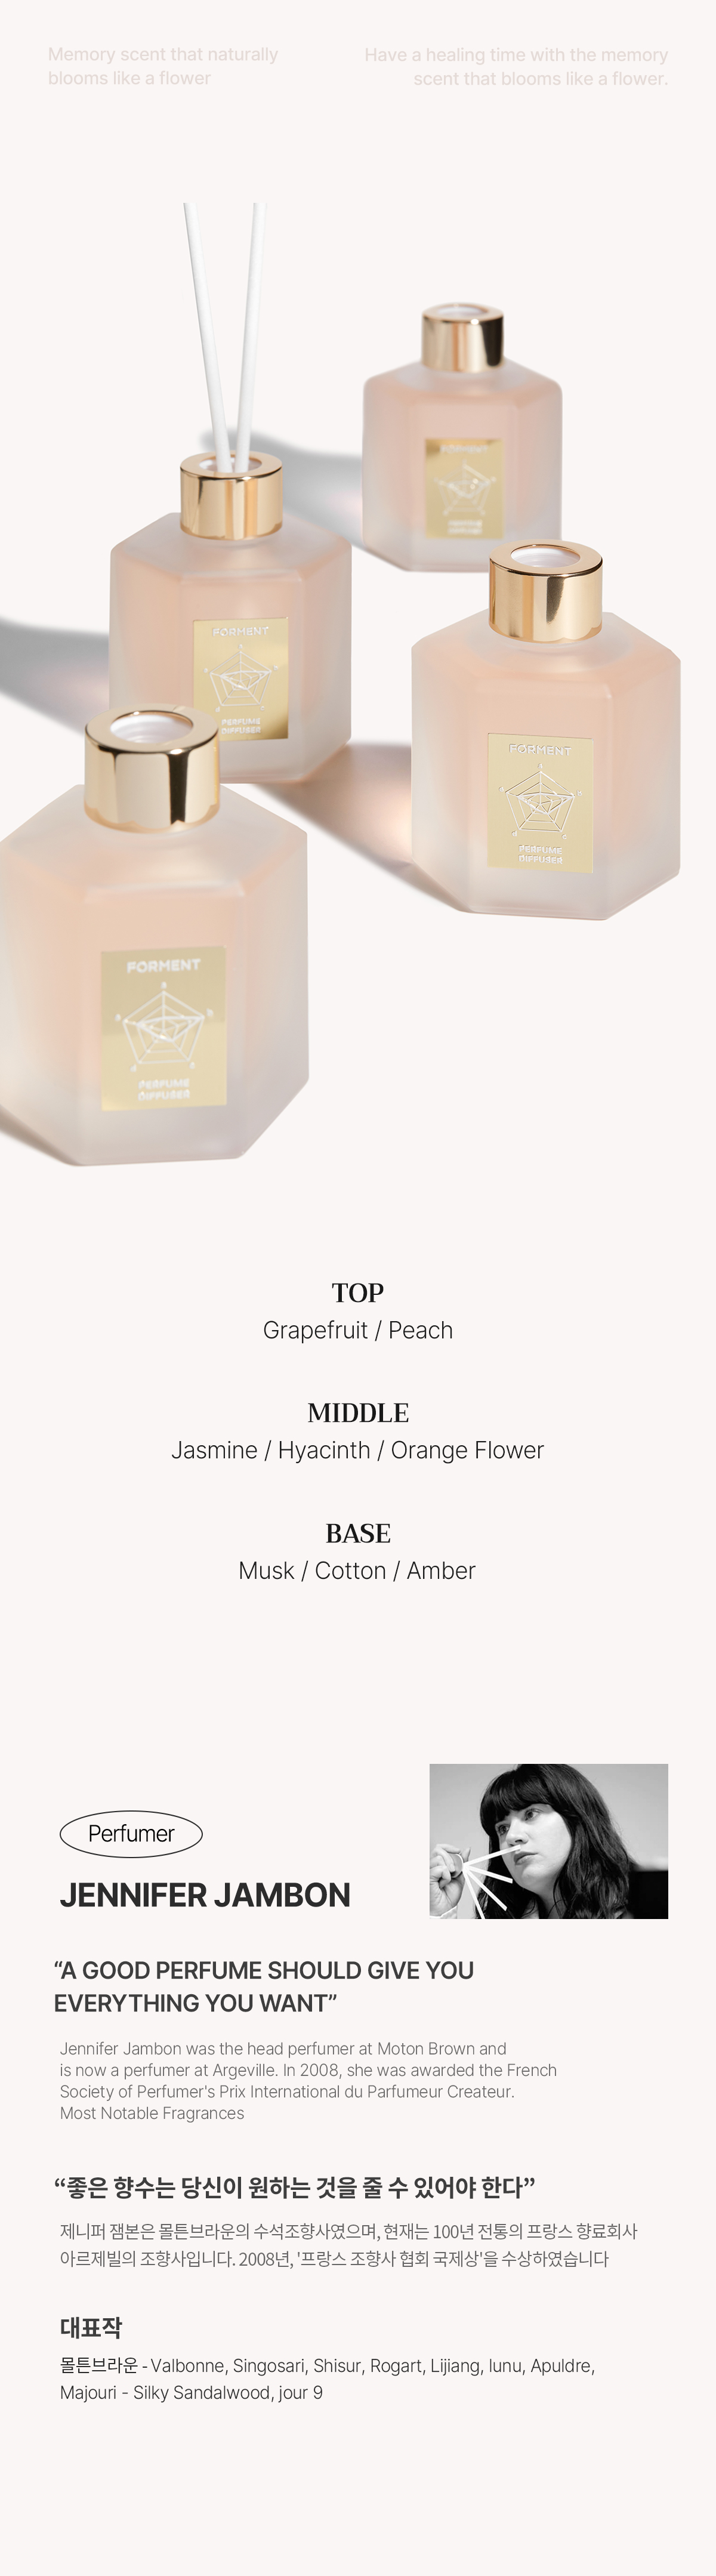 Memory scent that naturally
blooms like a flower
Have a healing time with the memory
scent that blooms like a flower.
FORMENT
PERFUME
DIFFUSER
FORMENT
PERFUME
DIFFUSER
FORMENT
PERFUME
DIFFUSER
FORMENT
PERFUME
DIFFUSER
TOP
Grapefruit / Peach
MIDDLE
Jasmine / Hyacinth / Orange Flower
BASE
Musk / Cotton / Amber
Perfumer
JENNIFER JAMBON
“A GOOD PERFUME SHOULD GIVE YOU
EVERYTHING YOU WANT”
Jennifer Jambon was the head perfumer at Moton Brown and
is now a perfumer at Argeville. In 2008, she was awarded the French
Society of Perfumer's Prix International du Parfumeur Createur.
Most Notable Fragrances
“좋은 향수는 당신이 원하는 것을 줄 수 있어야 한다”
제니퍼 잼본은 몰튼브라운의 수석조향사였으며, 현재는 100년 전통의 프랑스 향료회사
아르제빌의 조향사입니다. 2008년, '프랑스 조향사 협회 국제상'을 수상하였습니다
대표작
몰튼브라운 - Valbonne, Singosari, Shisur, Rogart, Lijiang, lunu, Apuldre,
Majouri - Silky Sandalwood, jour 9